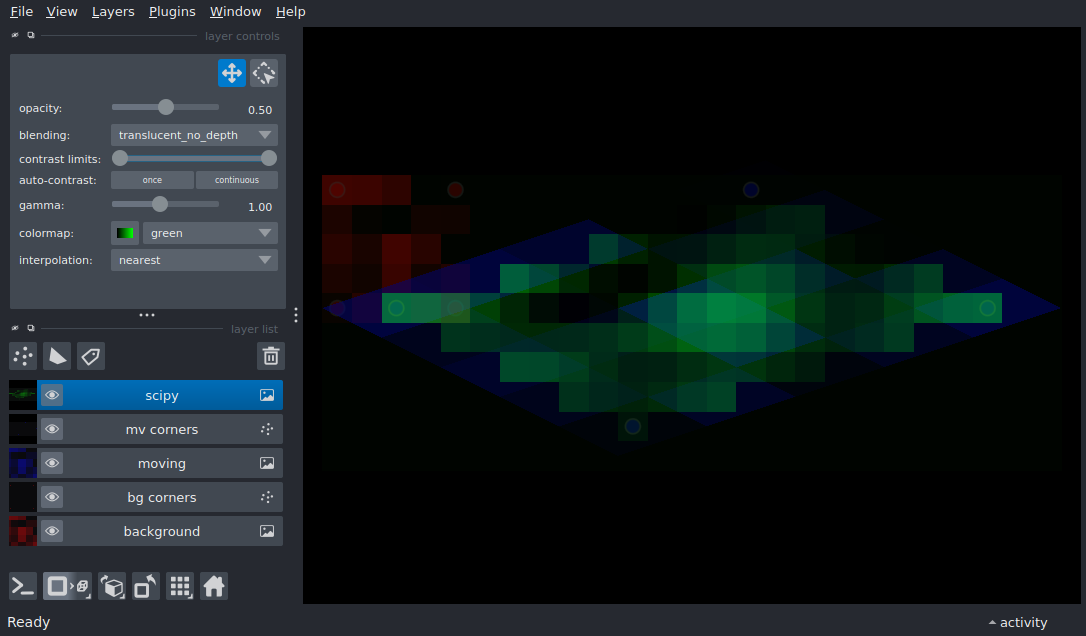 File View Layers Plugins Window Help
layer controls
opacity: 0.50
blending: translucent_no_depth
contrast limits:
auto-contrast: once continuous
gamma: 1.00
colormap: green
interpolation: nearest
layer list
scipy
mv corners
moving
bg corners
background
Ready activity